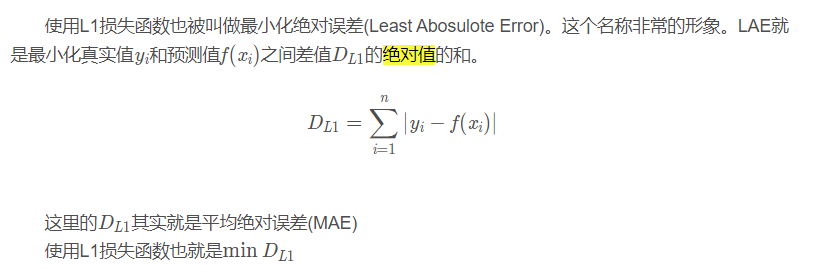 使用L1损失函数也被叫做最小化绝对误差(Least Abosulote Error)。这个名称非常的形象。LAE就
是最小化真实值$y_i$和预测值$f(x_i)$之间差值$D_{L1}$的绝对值的和。
$D_{L1} = \sum_{i=1}^{n} |y_i - f(x_i)|$
这里的$D_{L1}$其实就是平均绝对误差(MAE)
使用L1损失函数也就是$\min D_{L1}$